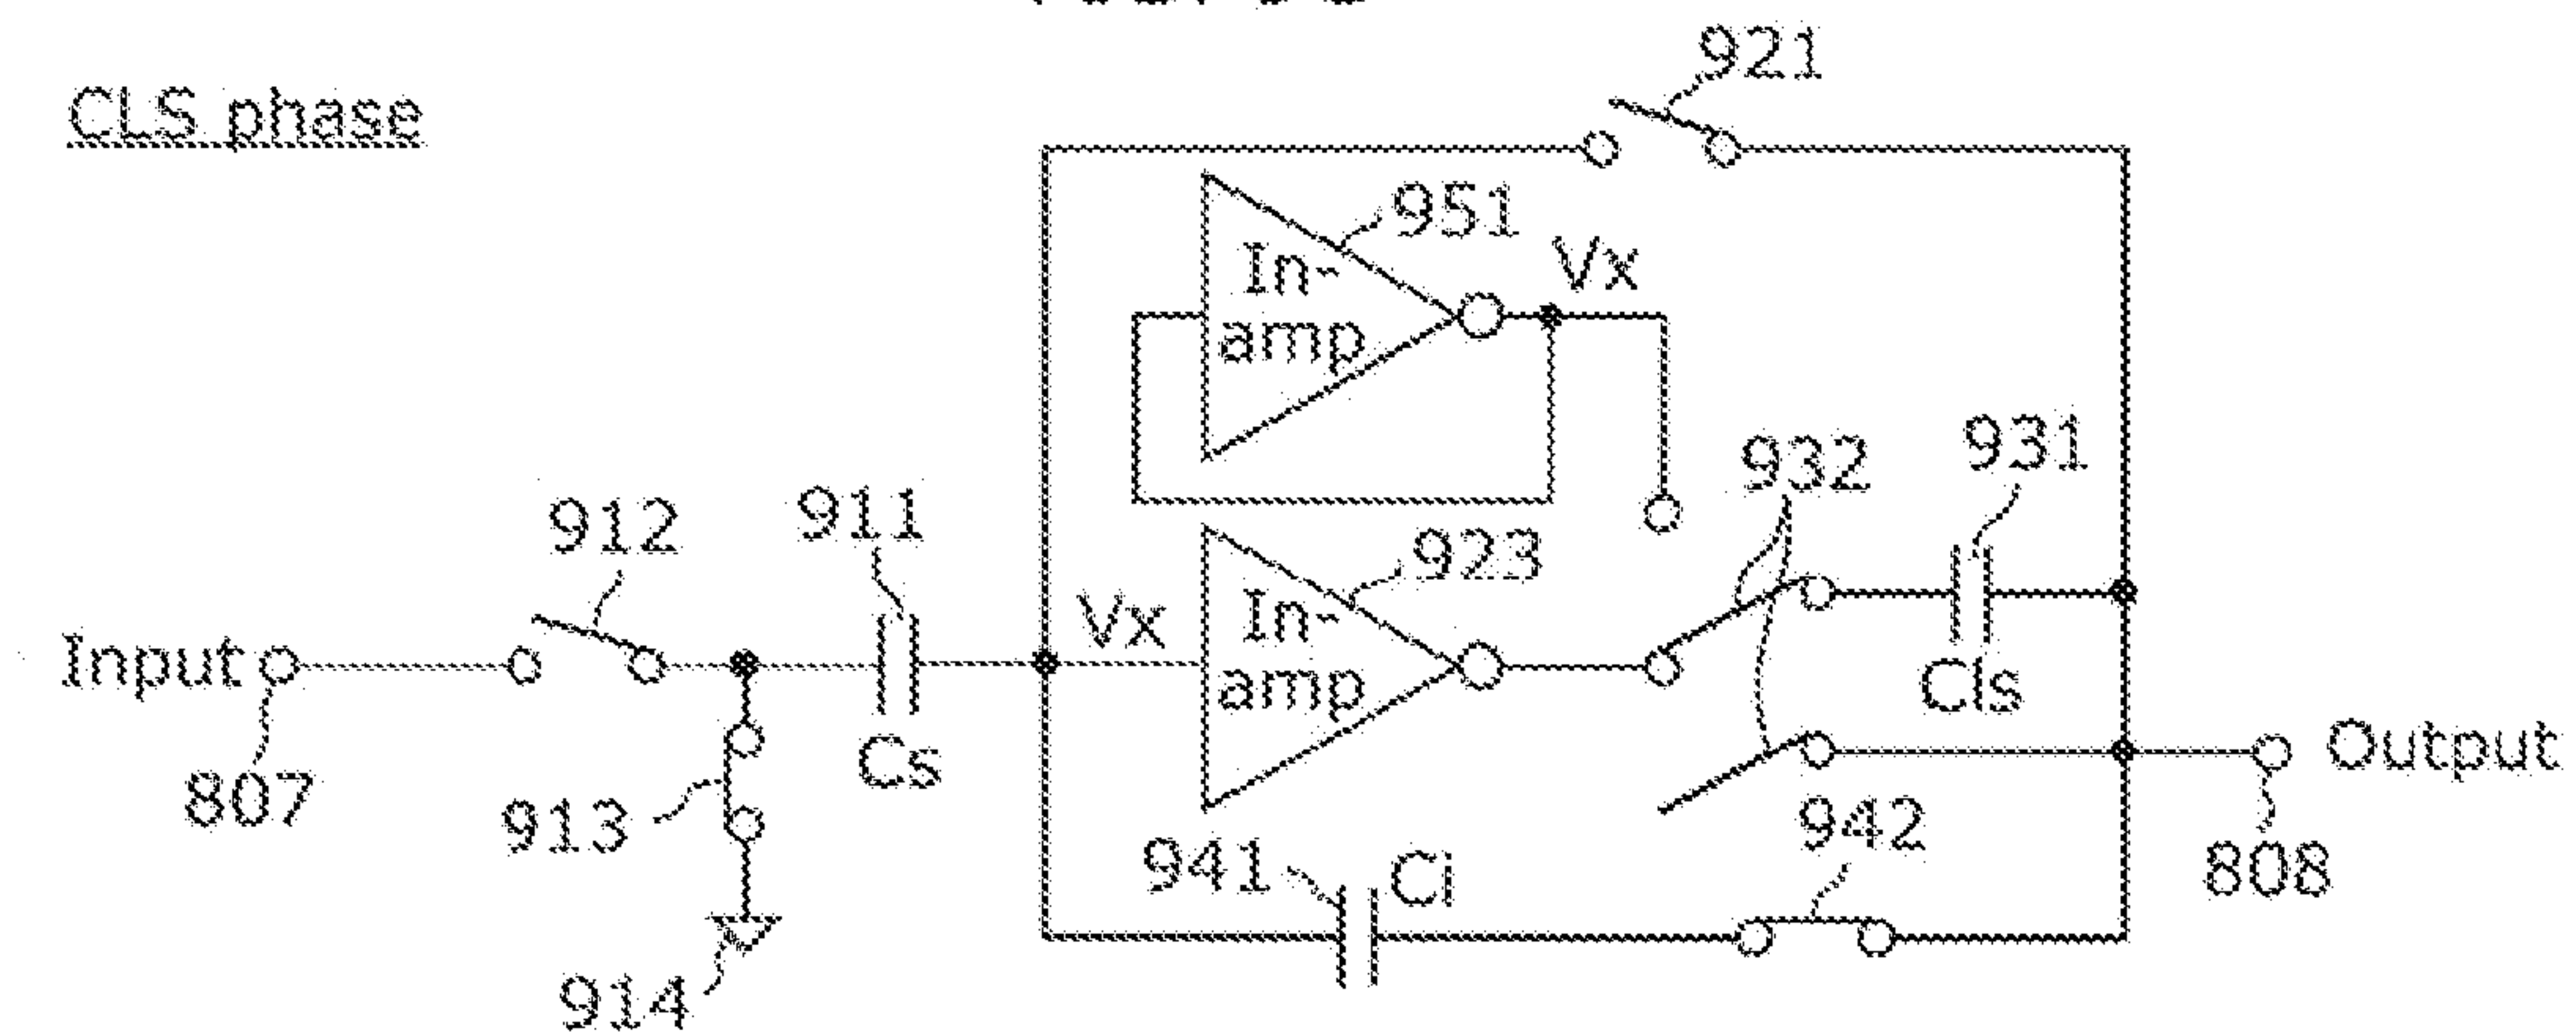 CLS phase
921
951
In-
amp
Vx
932
931
912
911
923
Input
Vx
In-
amp
Cls
807
913
Cs
942
Output
941
Ci
808
914